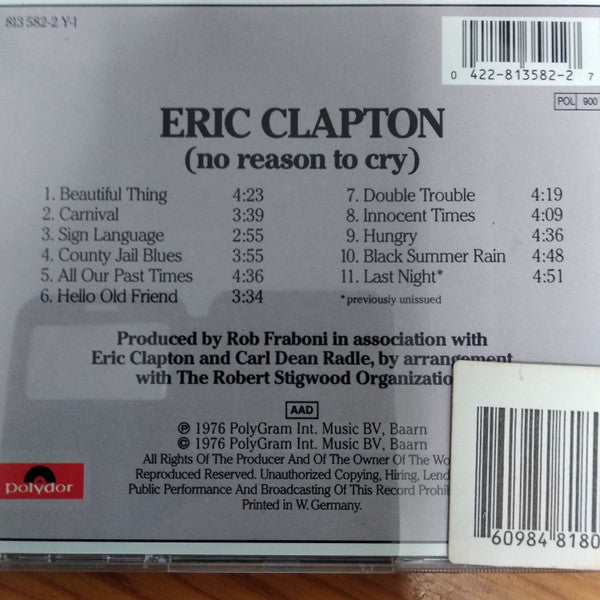 813 582-2 Y-1
0 422-813582-2 7
POL 900
ERIC CLAPTON
(no reason to cry)
1. Beautiful Thing 4:23
2. Carnival 3:39
3. Sign Language 2:55
4. County Jail Blues 3:55
5. All Our Past Times 4:36
6. Hello Old Friend 3:34
7. Double Trouble 4:19
8. Innocent Times 4:09
9. Hungry 4:36
10. Black Summer Rain 4:48
11. Last Night* 4:51
*previously unissued
Produced by Rob Fraboni in association with
Eric Clapton and Carl Dean Radle, by arrangement
with The Robert Stigwood Organization
AAD
℗ 1976 PolyGram Int. Music BV, Baarn
© 1976 PolyGram Int. Music BV, Baarn
All Rights Of The Producer And Of The Owner Of The
Reproduced Reserved. Unauthorized Copying, Hiring,
Public Performance And Broadcasting Of This Record
Printed in W. Germany.
polydor
60984 8180